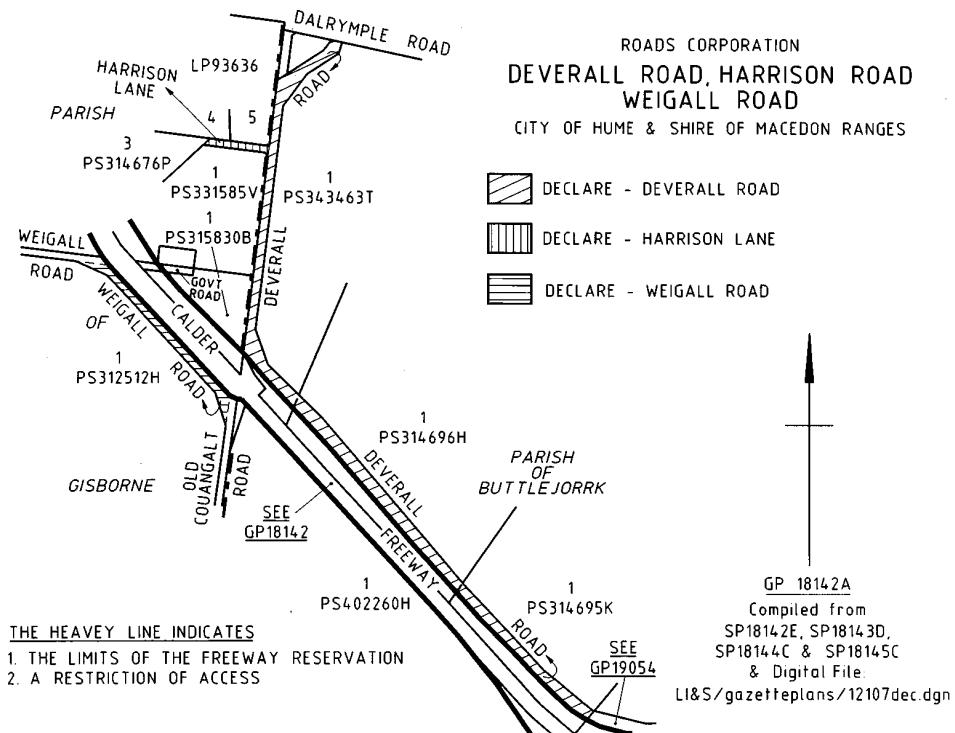 ROADS CORPORATION
DEVERALL ROAD, HARRISON ROAD
WEIGALL ROAD
CITY OF HUME & SHIRE OF MACEDON RANGES
DECLARE - DEVERALL ROAD
DECLARE - HARRISON LANE
DECLARE - WEIGALL ROAD
DALRYMPLE ROAD
LP93636
ROAD
HARRISON
LANE
PARISH
4 5
3
PS314676P
1
PS331585V
1
PS343463T
1
PS315830B
WEIGALL
ROAD
GOVT
ROAD
DEVERALL
WEIGALL
ROAD
OF
CALDER
1
PS312512H
1
PS314696H
GISBORNE
OLD
COUANGALT
ROAD
DEVERALL
PARISH
OF
BUTTLEJORRK
SEE
GP18142
FREEWAY
1
PS402260H
1
PS314695K
ROAD
SEE
GP19054
THE HEAVEY LINE INDICATES
1. THE LIMITS OF THE FREEWAY RESERVATION
2. A RESTRICTION OF ACCESS
GP 18142A
Compiled from
SP18142E, SP18143D,
SP18144C & SP18145C
& Digital File:
LI&S/gazetteplans/12107dec.dgn